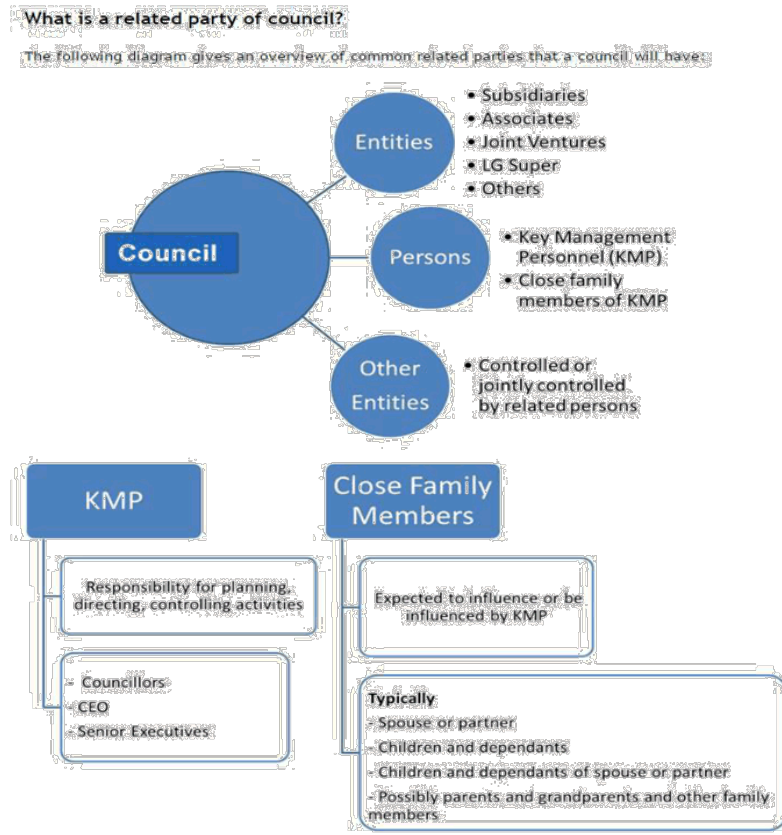 What is a related party of council?
The following diagram gives an overview of common related parties that a council will have:
Entities
• Subsidiaries
• Associates
• Joint Ventures
• LG Super
• Others
Council
Persons
• Key Management
Personnel (KMP)
• Close family
members of KMP
Other
Entities
• Controlled or
jointly controlled
by related persons
KMP
Responsibility for planning,
directing, controlling activities
- Councillors
- CEO
- Senior Executives
Close Family
Members
Expected to influence or be
influenced by KMP
Typically
- Spouse or partner
- Children and dependants
- Children and dependants of spouse or partner
- Possibly parents and grandparents and other family
members